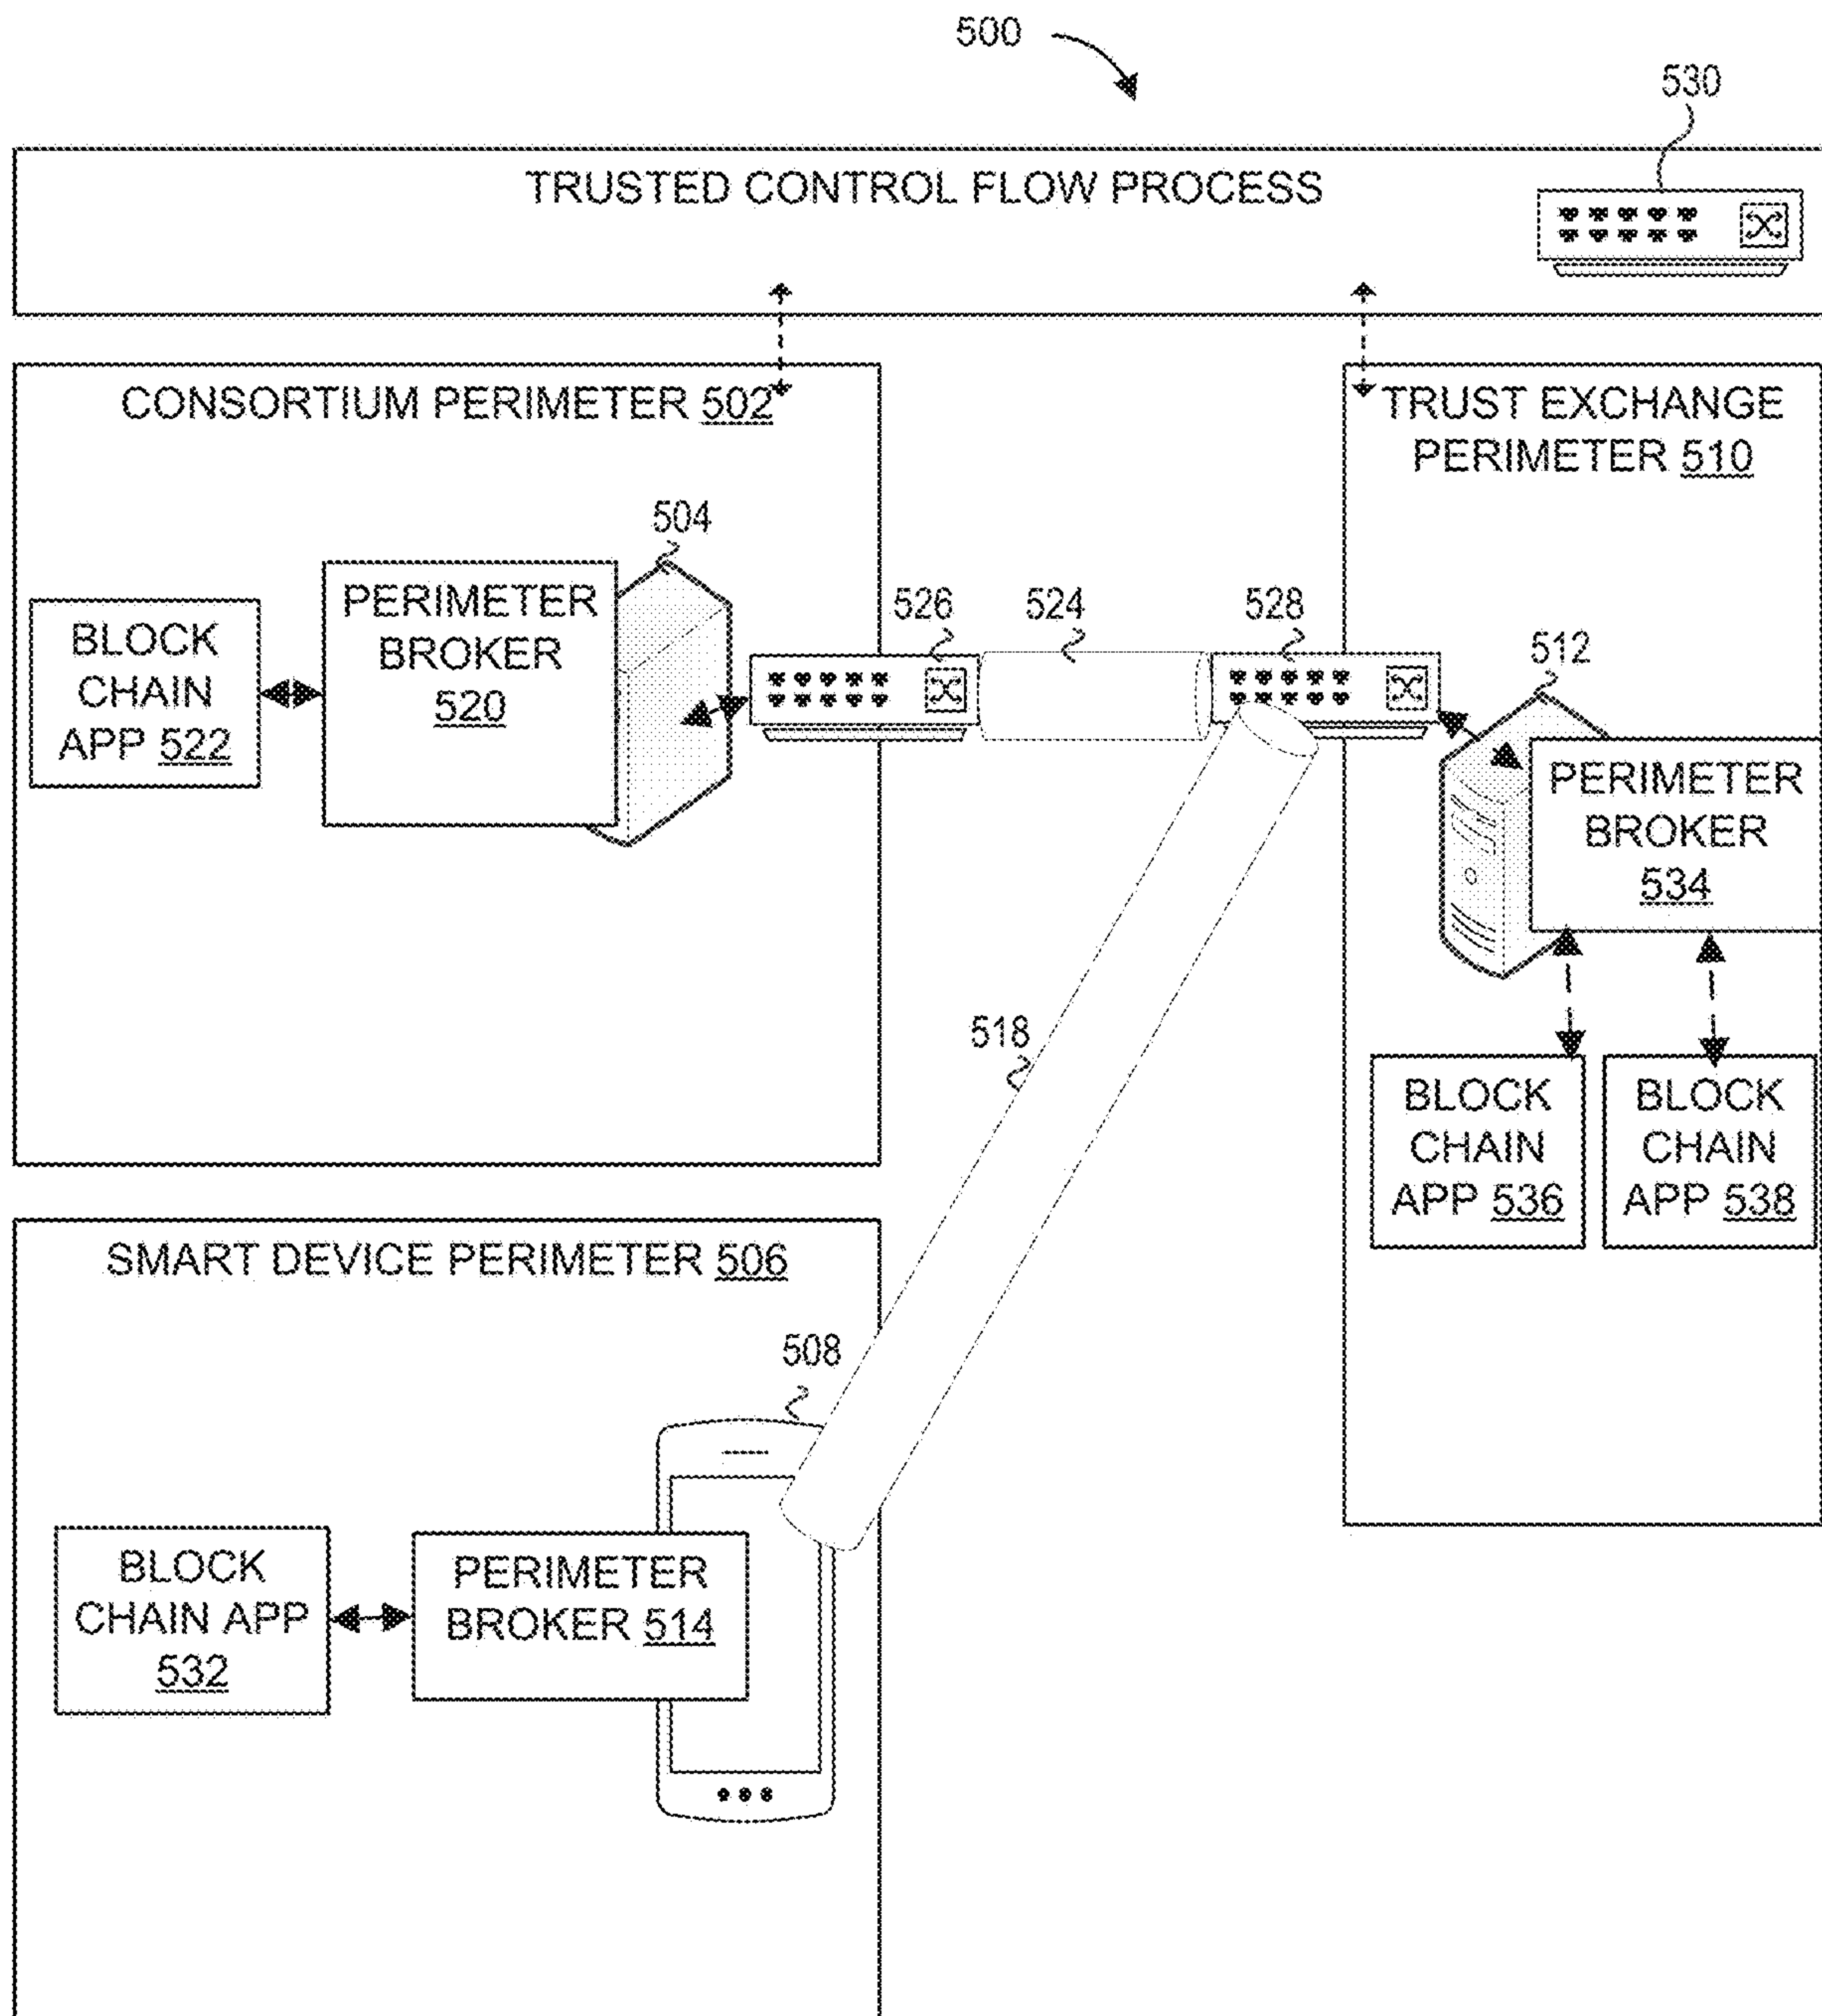 500
530
TRUSTED CONTROL FLOW PROCESS
CONSORTIUM PERIMETER 502
TRUST EXCHANGE
PERIMETER 510
504
PERIMETER
BROKER
520
BLOCK
CHAIN
APP 522
526
524
528
512
PERIMETER
BROKER
534
518
BLOCK
CHAIN
APP 536
BLOCK
CHAIN
APP 538
SMART DEVICE PERIMETER 506
508
BLOCK
CHAIN APP
532
PERIMETER
BROKER 514